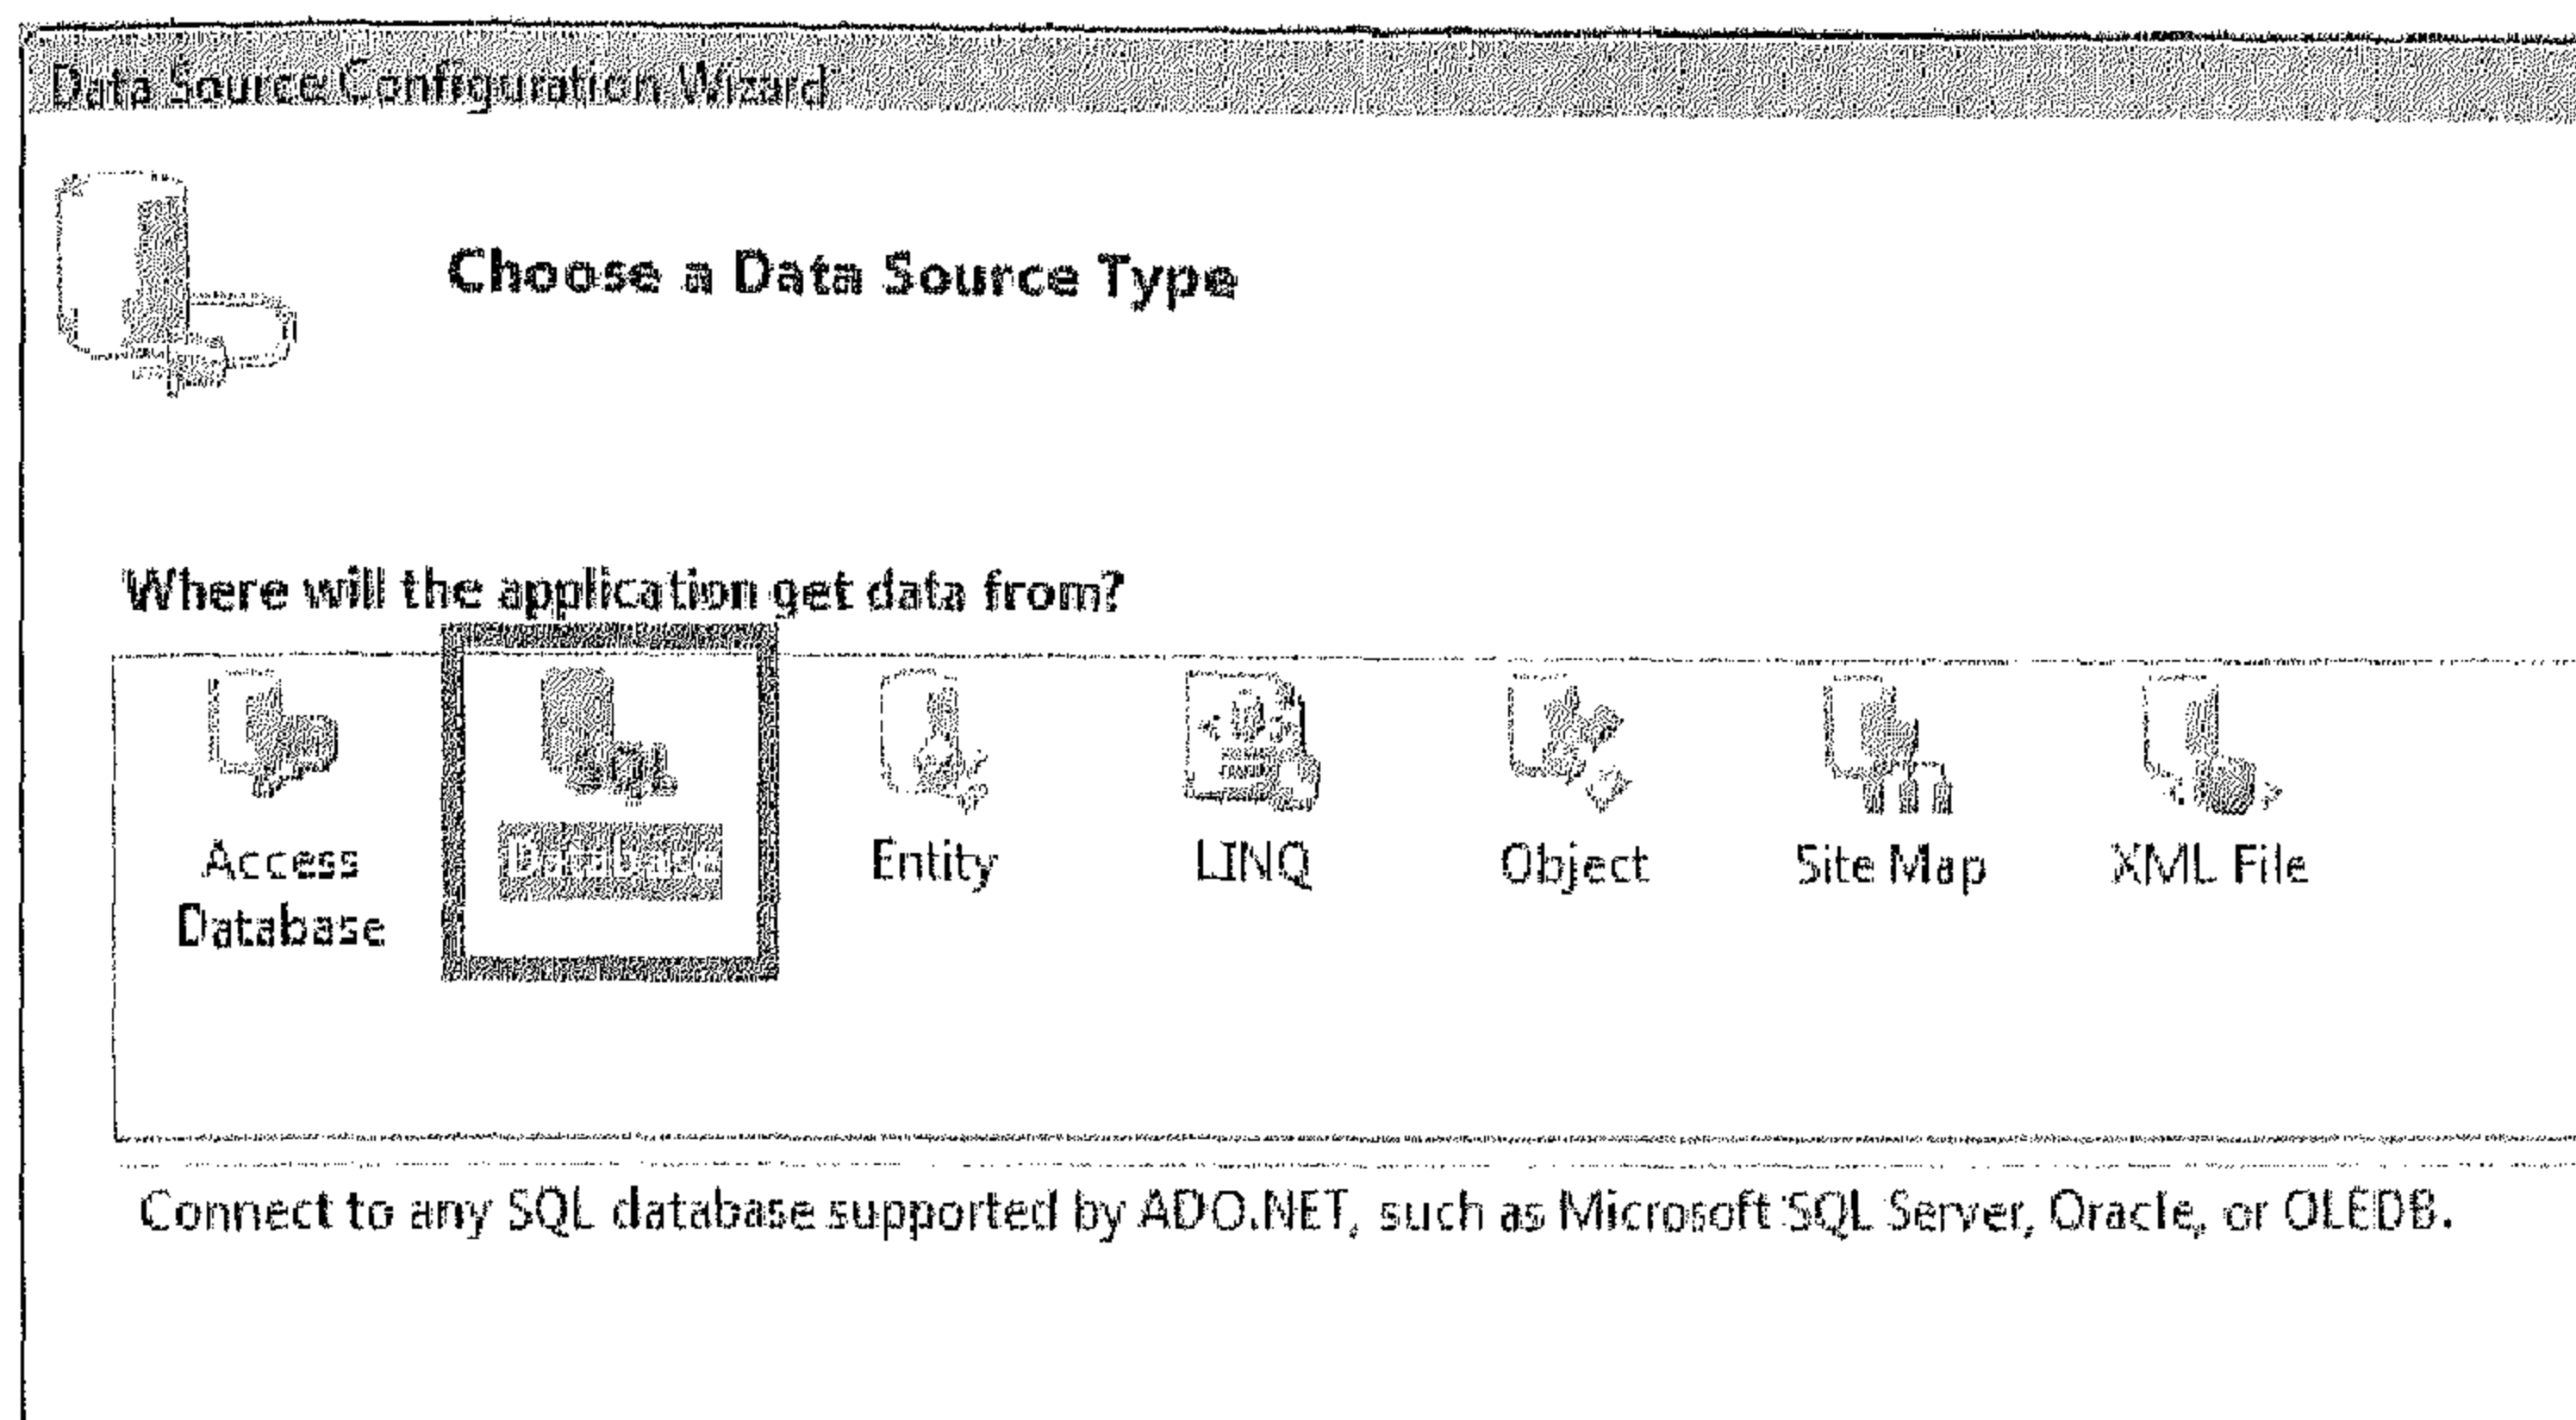 Data Source Configuration Wizard
Choose a Data Source Type
Where will the application get data from?
Access Database
Database
Entity
LINQ
Object
Site Map
XML File
Connect to any SQL database supported by ADO.NET, such as Microsoft SQL Server, Oracle, or OLEDB.